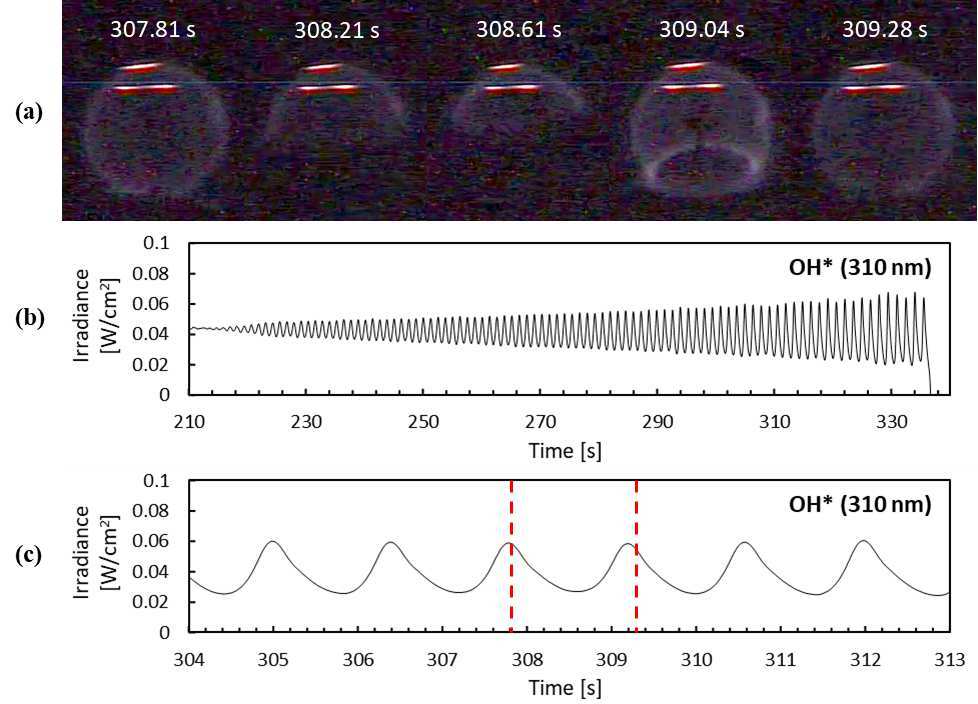 307.81 s 308.21 s 308.61 s 309.04 s 309.28 s
(a)
0.1
0.08
0.06
0.04
0.02
0
Irradiance
[W/cm²]
OH* (310 nm)
(b)
210 230 250 270 290 310 330
Time [s]
0.1
0.08
0.06
0.04
0.02
0
Irradiance
[W/cm²]
OH* (310 nm)
(c)
304 305 306 307 308 309 310 311 312 313
Time [s]